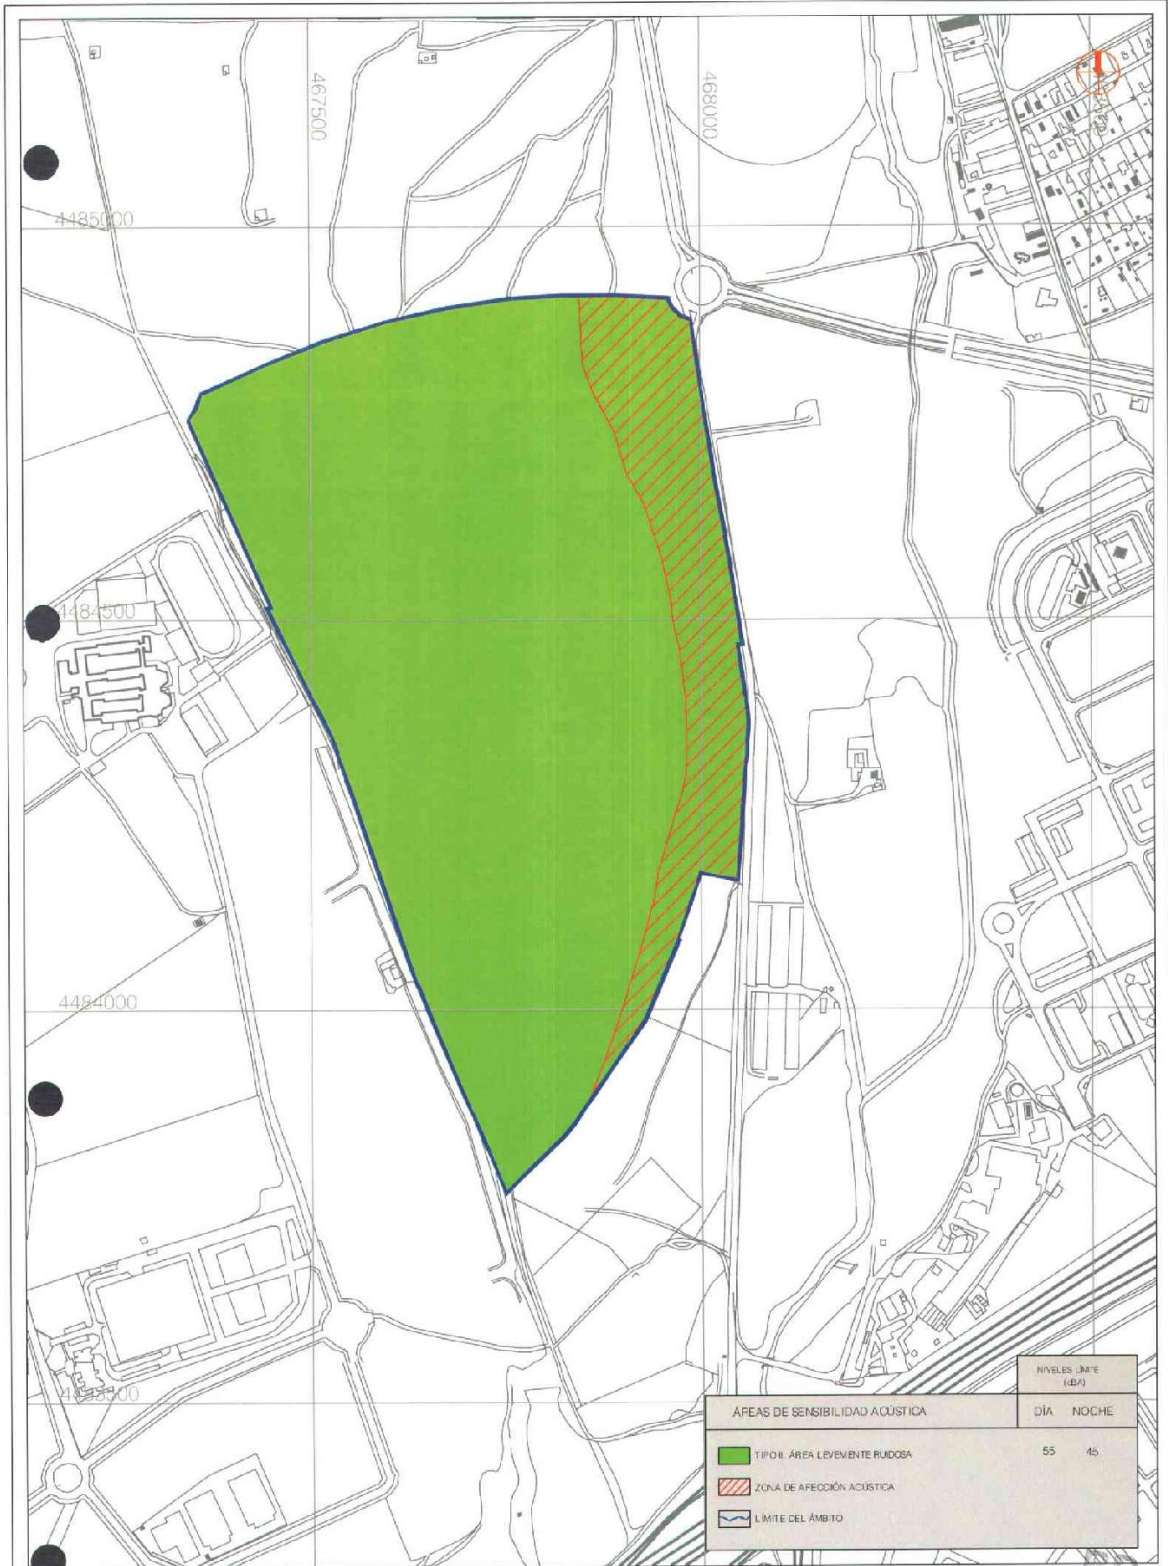 467500
468000
4485000
4484500
4484000
NIVELES LÍMITE
(dBA)
ÁREAS DE SENSIBILIDAD ACÚSTICA
DÍA NOCHE
TIPO II. ÁREA LEVEMENTE RUIDOSA
55 45
ZONA DE AFECCIÓN ACÚSTICA
LÍMITE DEL ÁMBITO